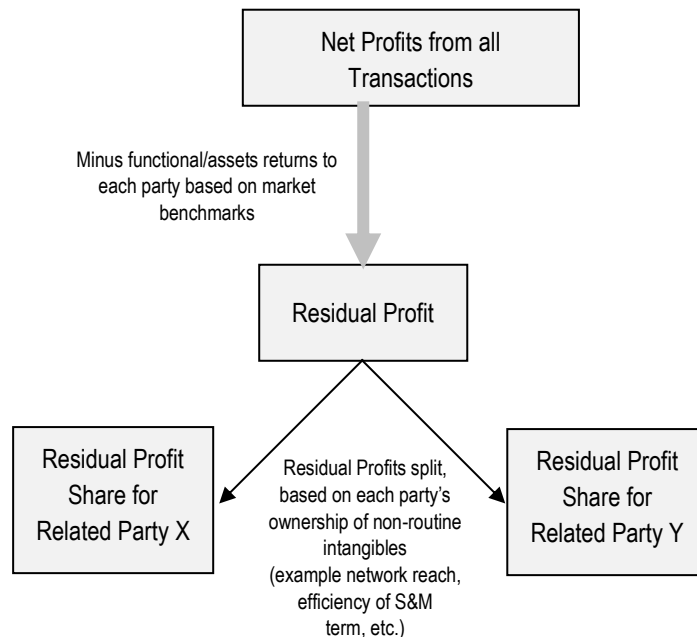 Net Profits from all
Transactions
Minus functional/assets returns to
each party based on market
benchmarks
Residual Profit
Residual Profit
Share for
Related Party X
Residual Profits split,
based on each party's
ownership of non-routine
intangibles
(example network reach,
efficiency of S&M
term, etc.)
Residual Profit
Share for
Related Party Y